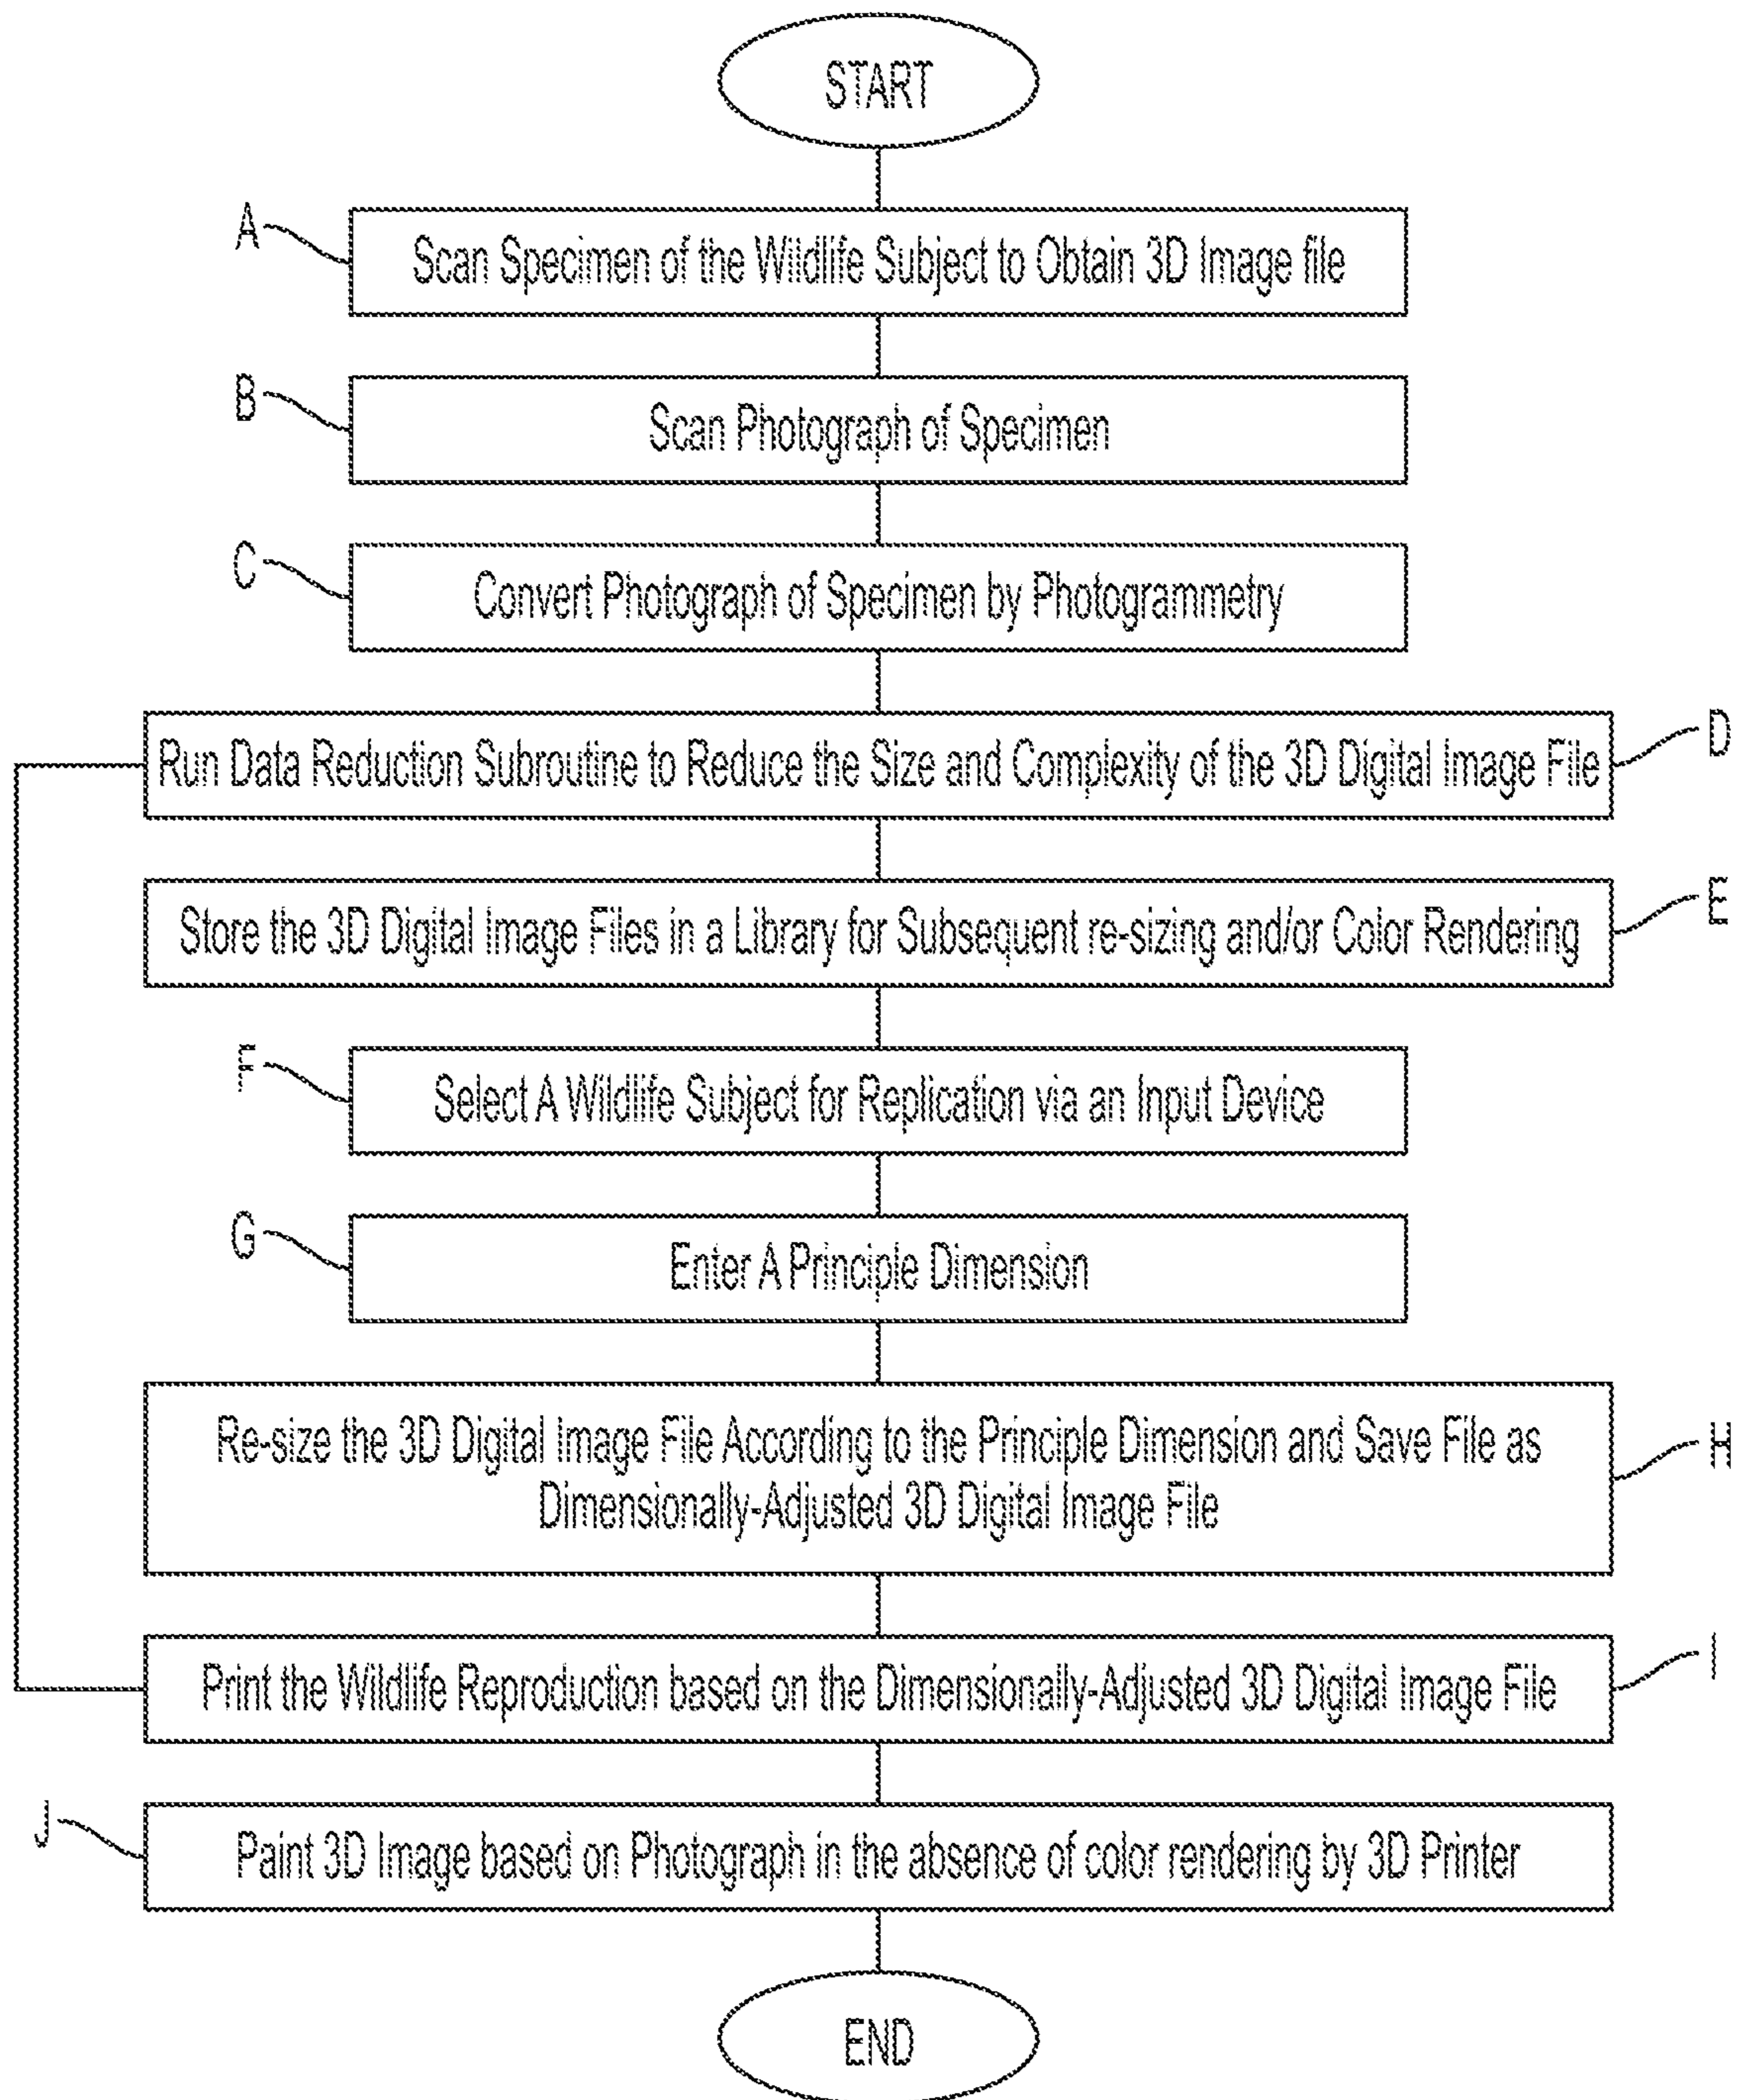 START
A
Scan Specimen of the Wildlife Subject to Obtain 3D Image file
B
Scan Photograph of Specimen
C
Convert Photograph of Specimen by Photogrammetry
Run Data Reduction Subroutine to Reduce the Size and Complexity of the 3D Digital Image File
D
Store the 3D Digital Image Files in a Library for Subsequent re-sizing and/or Color Rendering
E
F
Select A Wildlife Subject for Replication via an Input Device
G
Enter A Principle Dimension
Re-size the 3D Digital Image File According to the Principle Dimension and Save File as
Dimensionally-Adjusted 3D Digital Image File
H
Print the Wildlife Reproduction based on the Dimensionally-Adjusted 3D Digital Image File
I
J
Paint 3D Image based on Photograph in the absence of color rendering by 3D Printer
END